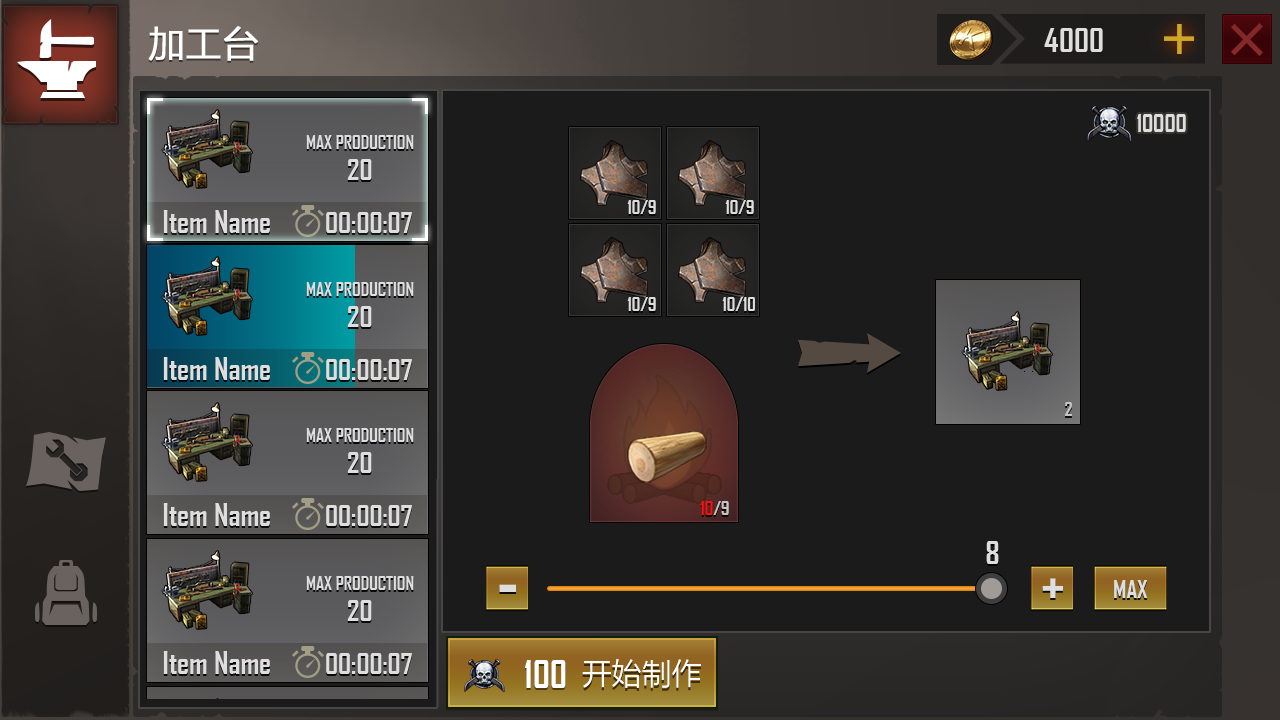 加工台
4000
MAX PRODUCTION
20
Item Name 00:00:07
MAX PRODUCTION
20
Item Name 00:00:07
MAX PRODUCTION
20
Item Name 00:00:07
MAX PRODUCTION
20
Item Name 00:00:07
10000
10/9 10/9
10/9 10/10
10/9
2
8
- + MAX
100 开始制作